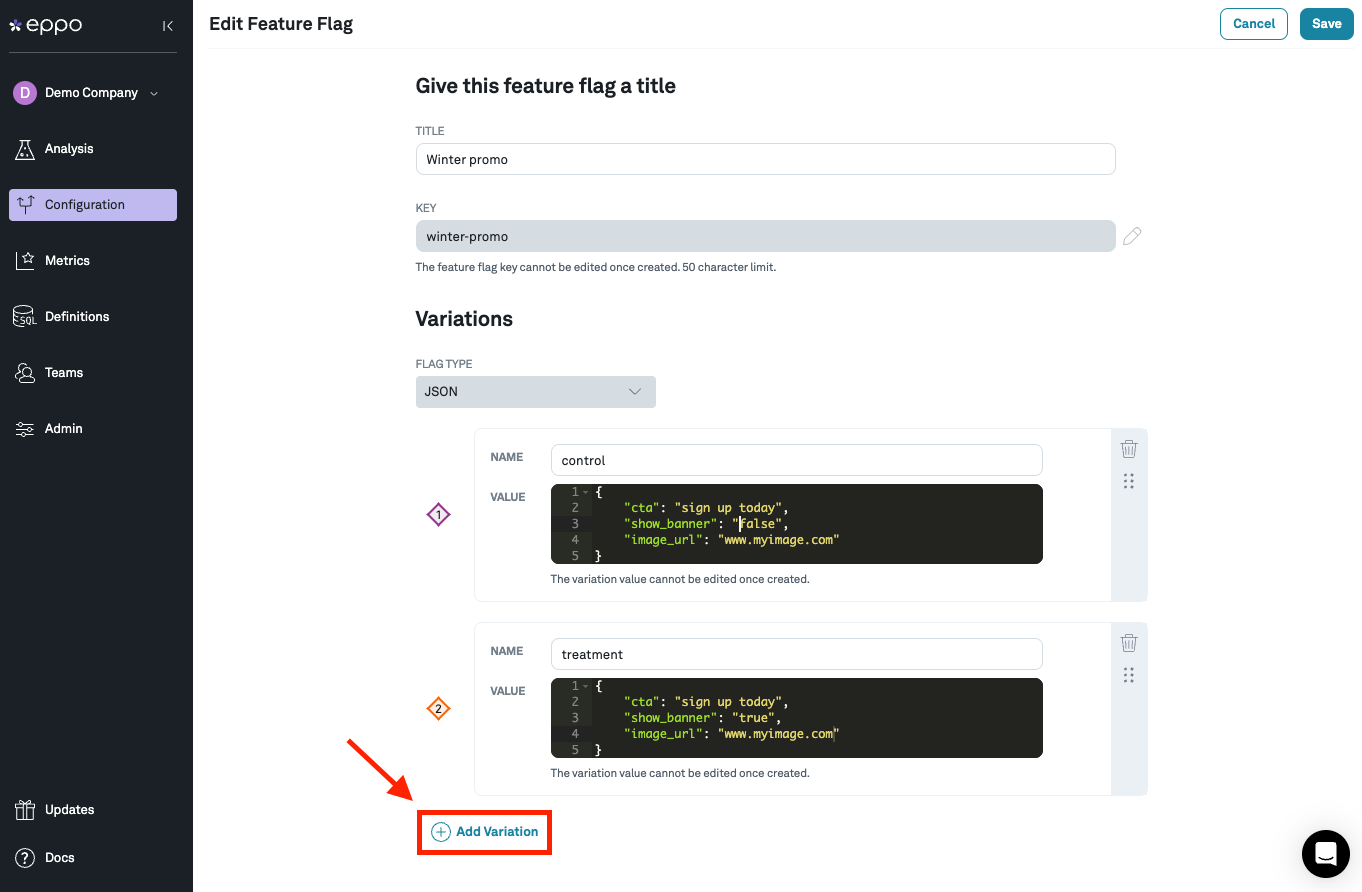 eppo
Edit Feature Flag
Cancel
Save
D Demo Company
Analysis
Configuration
Metrics
SQL Definitions
Teams
Admin
Updates
? Docs
Give this feature flag a title
TITLE
Winter promo
KEY
winter-promo
The feature flag key cannot be edited once created. 50 character limit.
Variations
FLAG TYPE
JSON
1
NAME control
VALUE
1 {
2 "cta": "sign up today",
3 "show_banner": "false",
4 "image_url": "www.myimage.com"
5 }
The variation value cannot be edited once created.
2
NAME treatment
VALUE
1 {
2 "cta": "sign up today",
3 "show_banner": "true",
4 "image_url": "www.myimage.com"
5 }
The variation value cannot be edited once created.
Add Variation